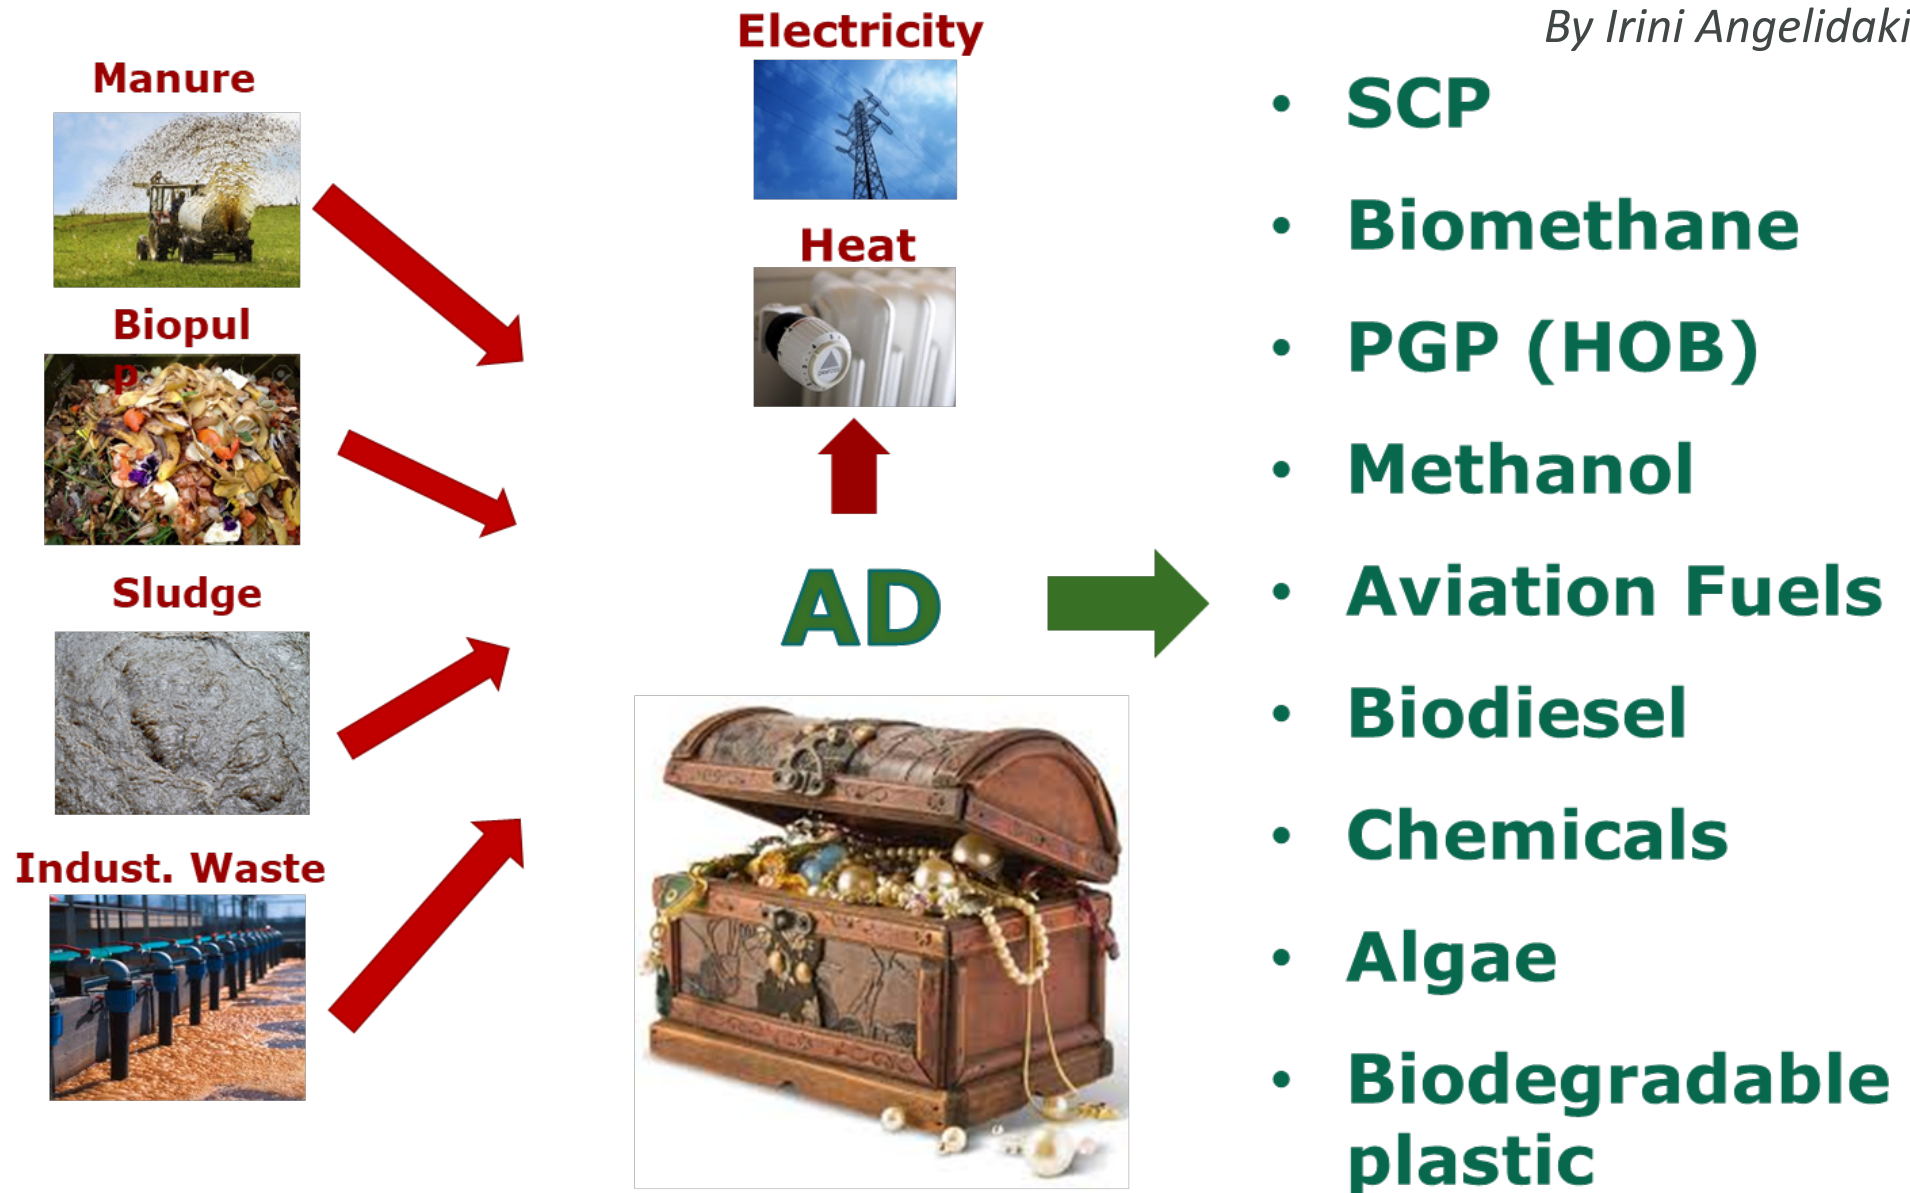 By Irini Angelidaki
Manure
Biopul
p
Sludge
Indust. Waste
Electricity
Heat
AD
• SCP
• Biomethane
• PGP (HOB)
• Methanol
• Aviation Fuels
• Biodiesel
• Chemicals
• Algae
• Biodegradable
plastic